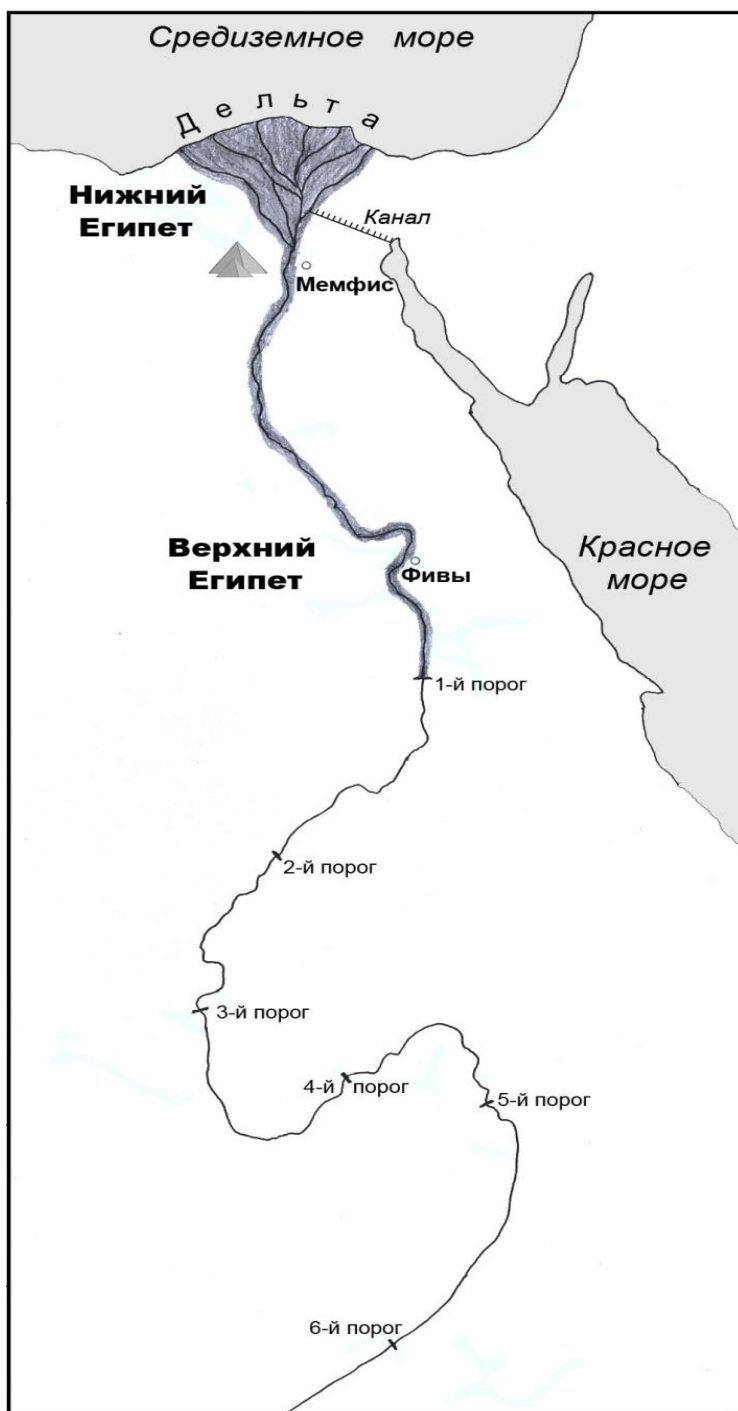 Средиземное море
Дельта
Нижний
Египет
Канал
Мемфис
Верхний
Египет
Фивы
Красное
море
1-й порог
2-й порог
3-й порог
4-й порог
5-й порог
6-й порог